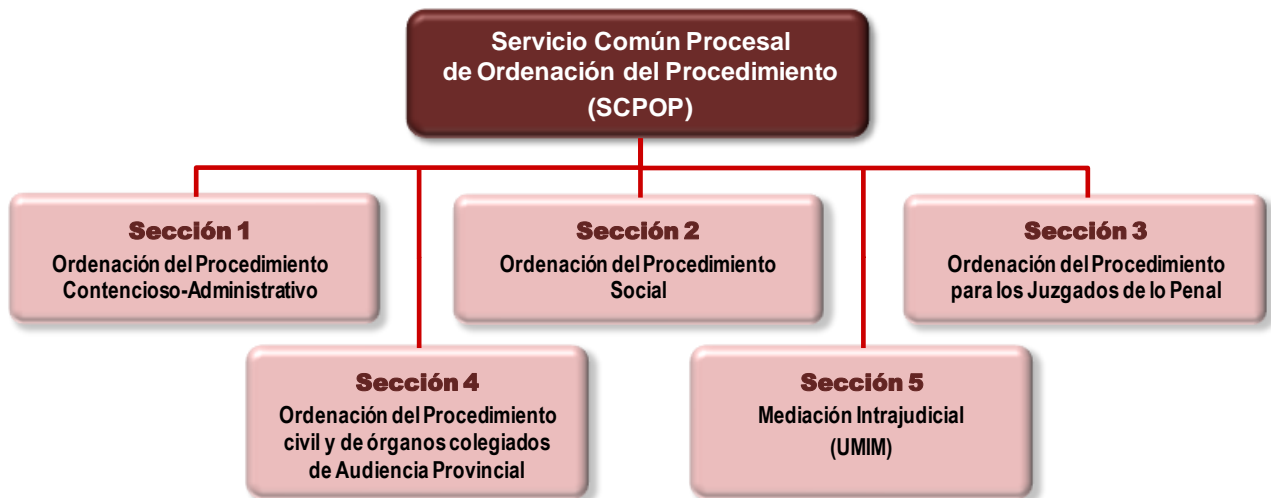 Servicio Común Procesal
de Ordenación del Procedimiento
(SCPOP)
Sección 1
Ordenación del Procedimiento
Contencioso-Administrativo
Sección 2
Ordenación del Procedimiento
Social
Sección 3
Ordenación del Procedimiento
para los Juzgados de lo Penal
Sección 4
Ordenación del Procedimiento
civil y de órganos colegiados
de Audiencia Provincial
Sección 5
Mediación Intrajudicial
(UMIM)